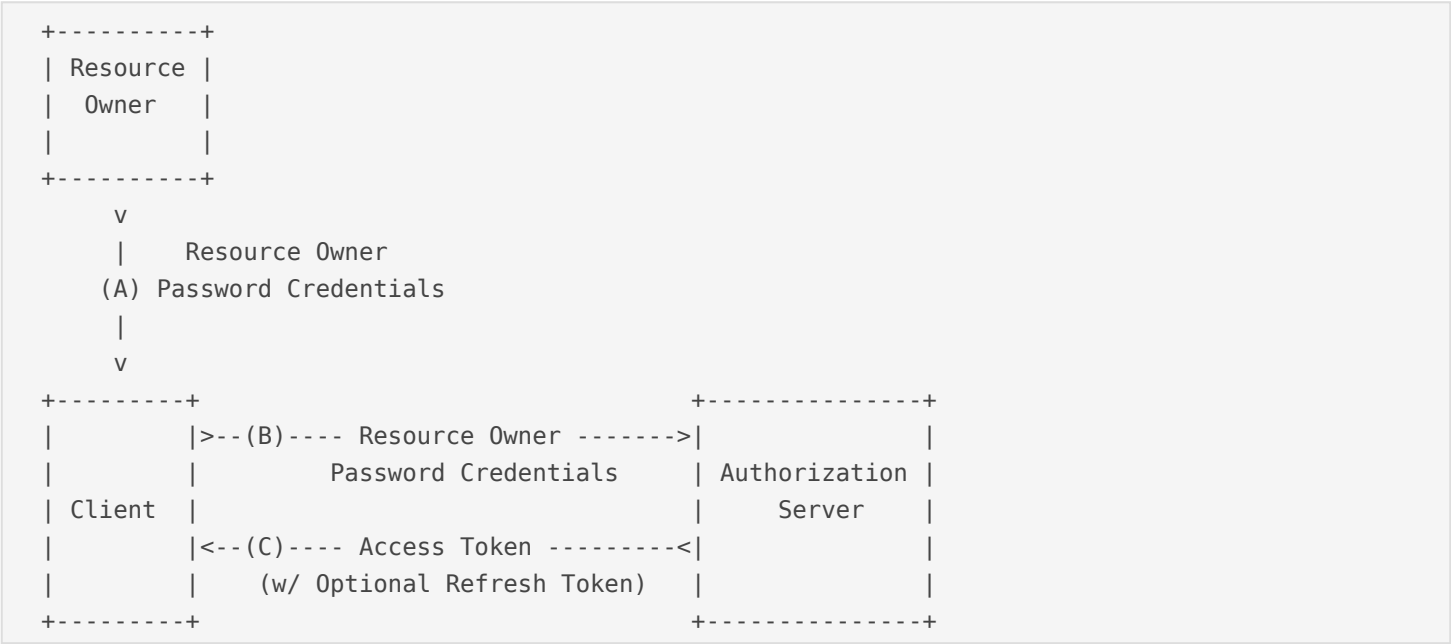 +----------+
| Resource |
|  Owner   |
|          |
+----------+
     v
     |    Resource Owner
    (A) Password Credentials
     |
     v
+---------+                                  +---------------+
|         |>--(B)---- Resource Owner ------->|               |
|         |         Password Credentials     | Authorization |
| Client  |                                  |     Server    |
|         |<--(C)---- Access Token ---------<|               |
|         |    (w/ Optional Refresh Token)   |               |
+---------+                                  +---------------+